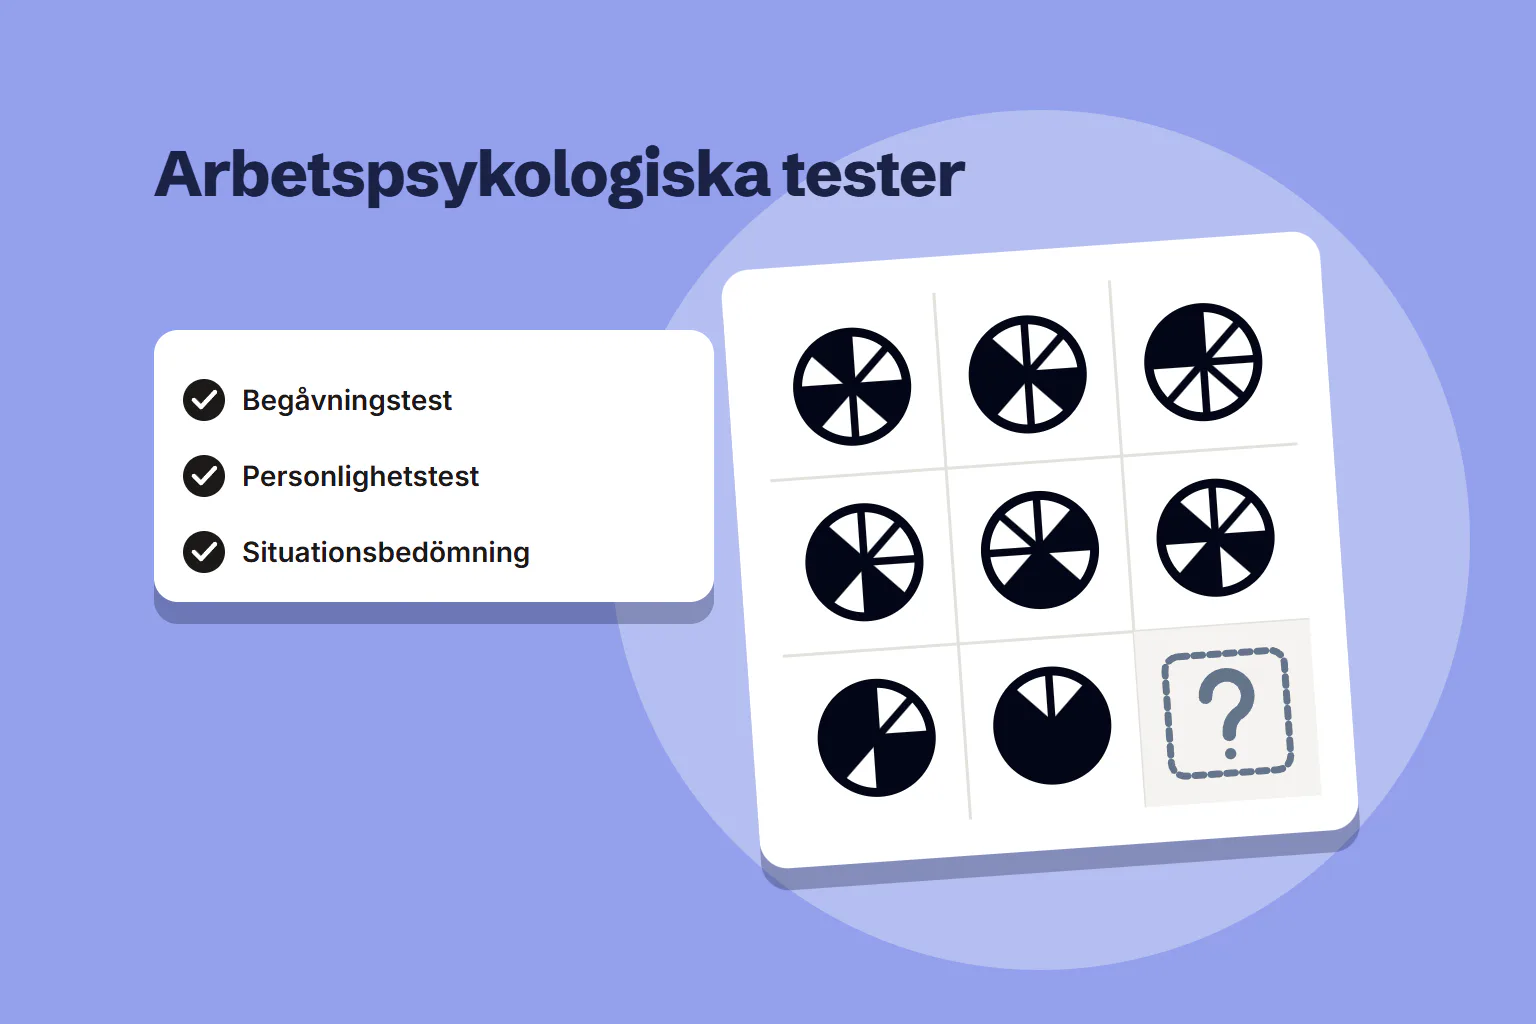 Arbetspsykologiska tester
Begåvningstest
Personlighetstest
Situationsbedömning
?